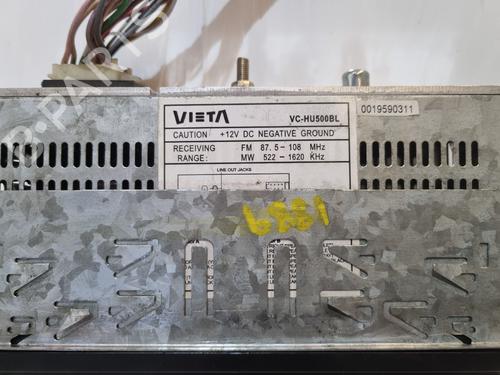 VIETA VC-HU500BL
0019590311
CAUTION +12V DC NEGATIVE GROUND
RECEIVING FM 87.5-108 MHz
RANGE: MW 522-1620 KHz
LINE OUT JACKS